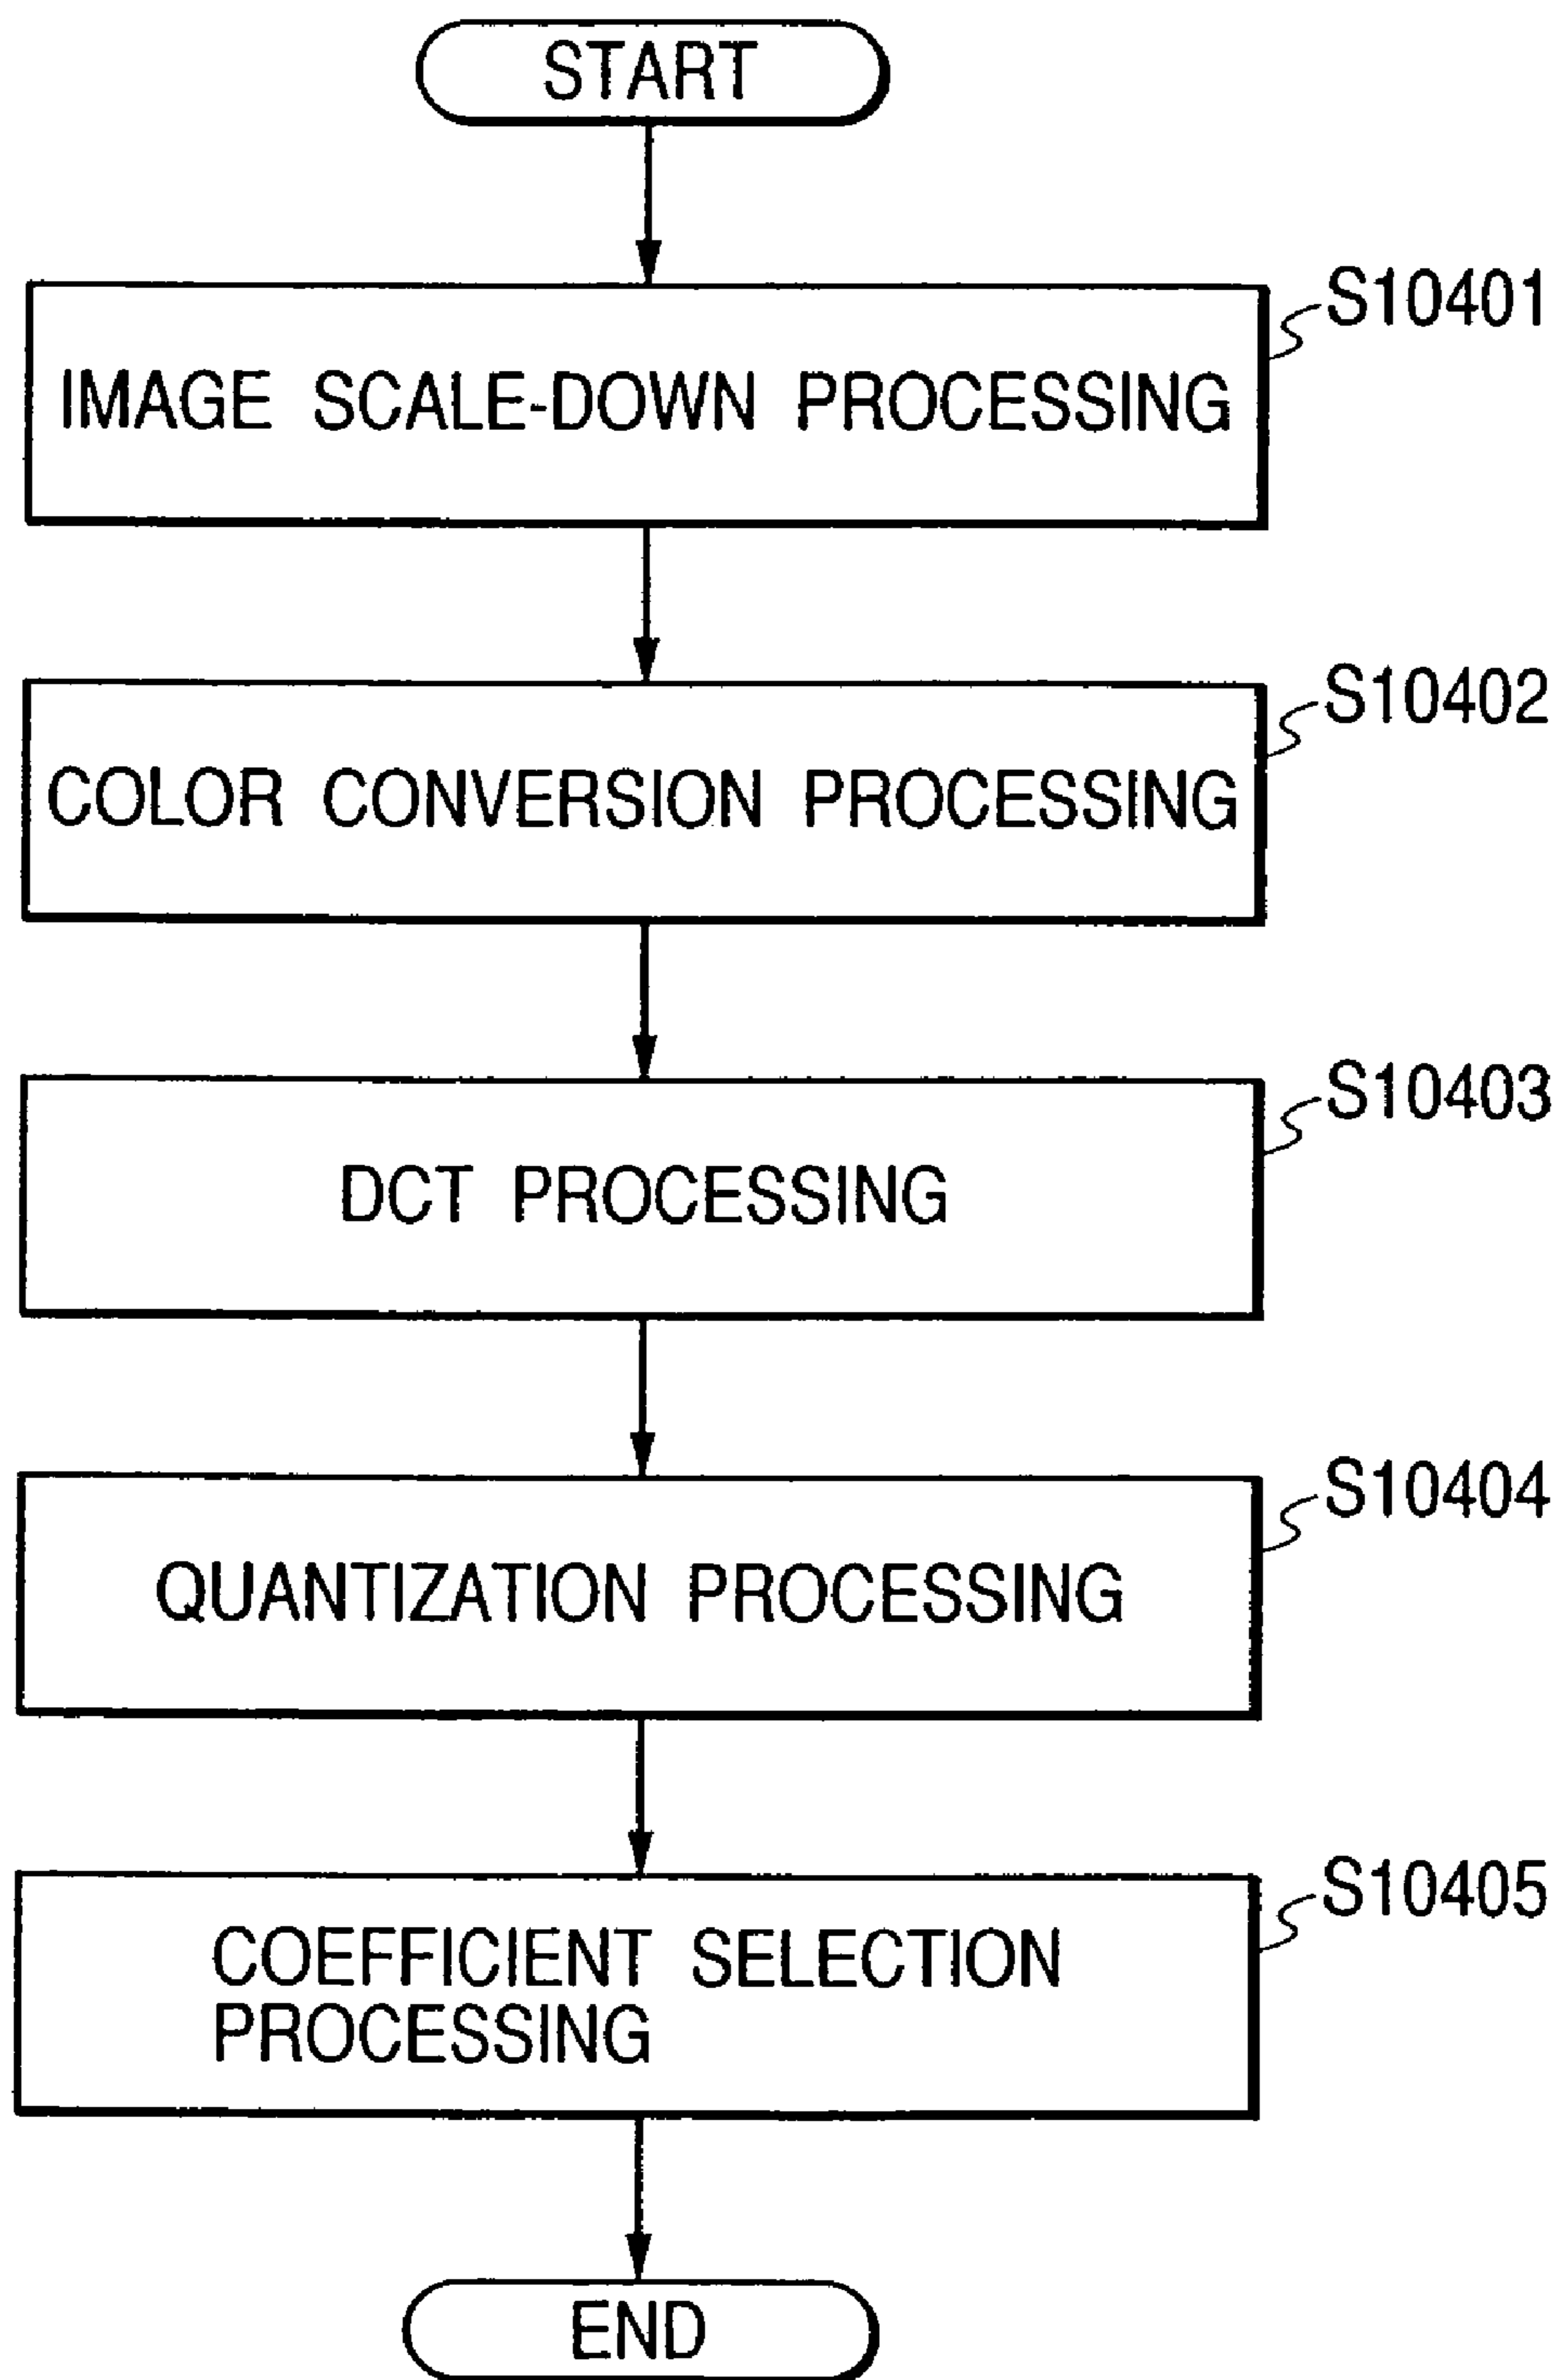 START
S10401
IMAGE SCALE-DOWN PROCESSING
S10402
COLOR CONVERSION PROCESSING
S10403
DCT PROCESSING
S10404
QUANTIZATION PROCESSING
S10405
COEFFICIENT SELECTION
PROCESSING
END